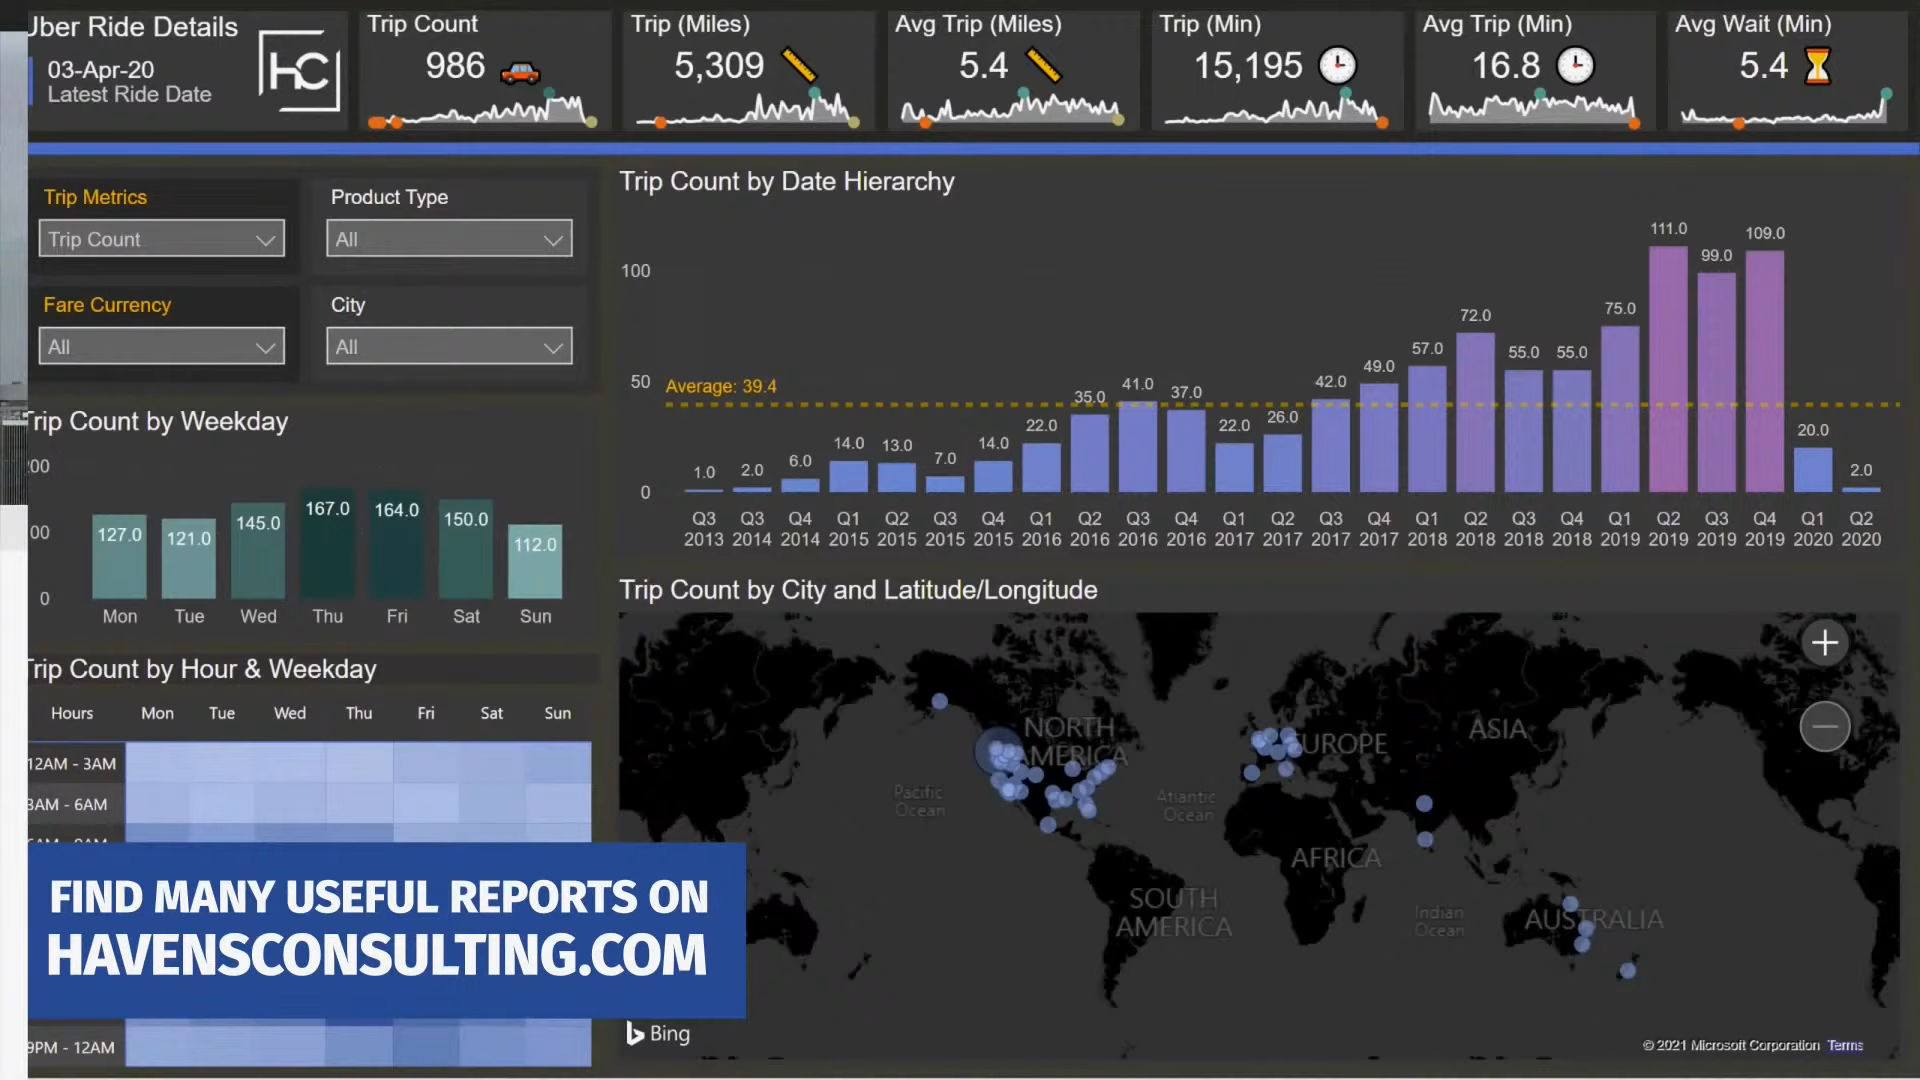 Uber Ride Details
03-Apr-20
Latest Ride Date
HC
Trip Count
986
Trip (Miles)
5,309
Avg Trip (Miles)
5.4
Trip (Min)
15,195
Avg Trip (Min)
16.8
Avg Wait (Min)
5.4
Trip Metrics
Trip Count
Product Type
All
Fare Currency
All
City
All
Trip Count by Weekday
200
100
0
127.0
121.0
145.0
167.0
164.0
150.0
112.0
Mon Tue Wed Thu Fri Sat Sun
Trip Count by Hour & Weekday
Hours Mon Tue Wed Thu Fri Sat Sun
12AM - 3AM
3AM - 6AM
6AM - 9AM
9PM - 12AM
FIND MANY USEFUL REPORTS ON
HAVENSCONSULTING.COM
Trip Count by Date Hierarchy
100
50
0
Average: 39.4
1.0 2.0 6.0 14.0 13.0 7.0 14.0 22.0 35.0 41.0 37.0 22.0 26.0 42.0 49.0 57.0 72.0 55.0 55.0 75.0 111.0 99.0 109.0 20.0 2.0
Q3 Q3 Q4 Q1 Q2 Q3 Q4 Q1 Q2 Q3 Q4 Q1 Q2 Q3 Q4 Q1 Q2 Q3 Q4 Q1 Q2 Q3 Q4 Q1 Q2
2013 2014 2014 2015 2015 2015 2015 2016 2016 2016 2016 2017 2017 2017 2017 2018 2018 2018 2018 2019 2019 2019 2019 2020 2020
Trip Count by City and Latitude/Longitude
NORTH
AMERICA
EUROPE
ASIA
Pacific
Ocean
Atlantic
Ocean
AFRICA
SOUTH
AMERICA
Indian
Ocean
AUSTRALIA
Bing
© 2021 Microsoft Corporation Terms